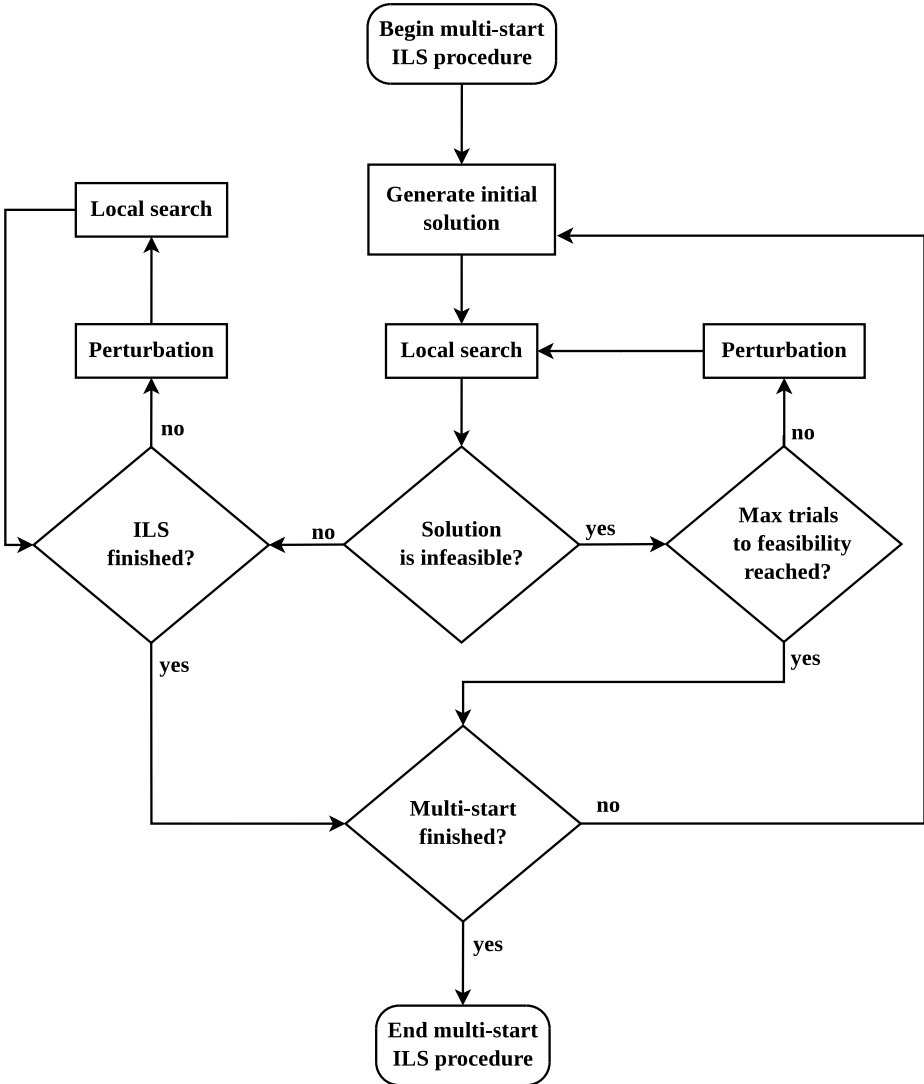 Begin multi-start
ILS procedure
Generate initial
solution
Local search
Perturbation
Local search
Perturbation
no
no
ILS
finished?
no
Solution
is infeasible?
yes
Max trials
to feasibility
reached?
yes
yes
Multi-start
finished?
no
yes
End multi-start
ILS procedure